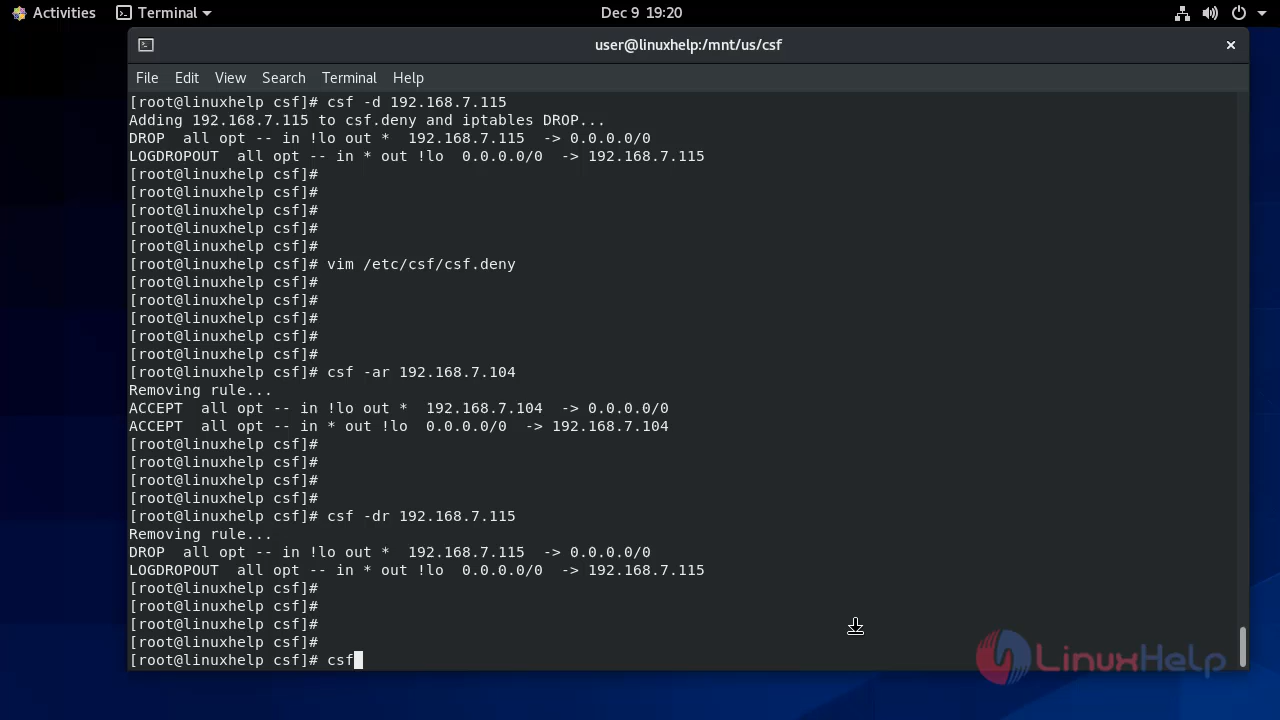 Activities Terminal Dec 9 19:20
user@linuxhelp:/mnt/us/csf
File Edit View Search Terminal Help
[root@linuxhelp csf]# csf -d 192.168.7.115
Adding 192.168.7.115 to csf.deny and iptables DROP...
DROP  all opt -- in !lo out *  192.168.7.115  -> 0.0.0.0/0
LOGDROPOUT  all opt -- in * out !lo  0.0.0.0/0  -> 192.168.7.115
[root@linuxhelp csf]#
[root@linuxhelp csf]#
[root@linuxhelp csf]#
[root@linuxhelp csf]#
[root@linuxhelp csf]#
[root@linuxhelp csf]# vim /etc/csf/csf.deny
[root@linuxhelp csf]#
[root@linuxhelp csf]#
[root@linuxhelp csf]#
[root@linuxhelp csf]#
[root@linuxhelp csf]#
[root@linuxhelp csf]# csf -ar 192.168.7.104
Removing rule...
ACCEPT  all opt -- in !lo out *  192.168.7.104  -> 0.0.0.0/0
ACCEPT  all opt -- in * out !lo  0.0.0.0/0  -> 192.168.7.104
[root@linuxhelp csf]#
[root@linuxhelp csf]#
[root@linuxhelp csf]#
[root@linuxhelp csf]#
[root@linuxhelp csf]# csf -dr 192.168.7.115
Removing rule...
DROP  all opt -- in !lo out *  192.168.7.115  -> 0.0.0.0/0
LOGDROPOUT  all opt -- in * out !lo  0.0.0.0/0  -> 192.168.7.115
[root@linuxhelp csf]#
[root@linuxhelp csf]#
[root@linuxhelp csf]#
[root@linuxhelp csf]#
[root@linuxhelp csf]# csf
LinuxHelp